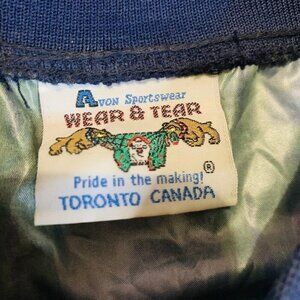 Avon Sportswear
WEAR & TEAR
®
Pride in the making!
TORONTO CANADA